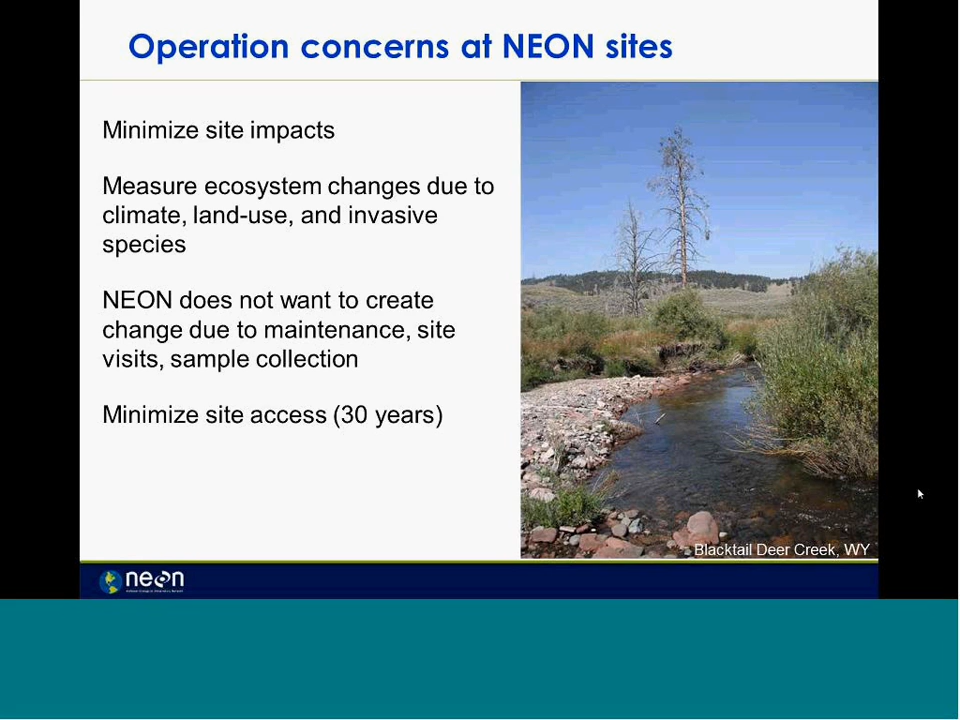 Operation concerns at NEON sites
Minimize site impacts
Measure ecosystem changes due to
climate, land-use, and invasive
species
NEON does not want to create
change due to maintenance, site
visits, sample collection
Minimize site access (30 years)
Blacktail Deer Creek, WY
neon